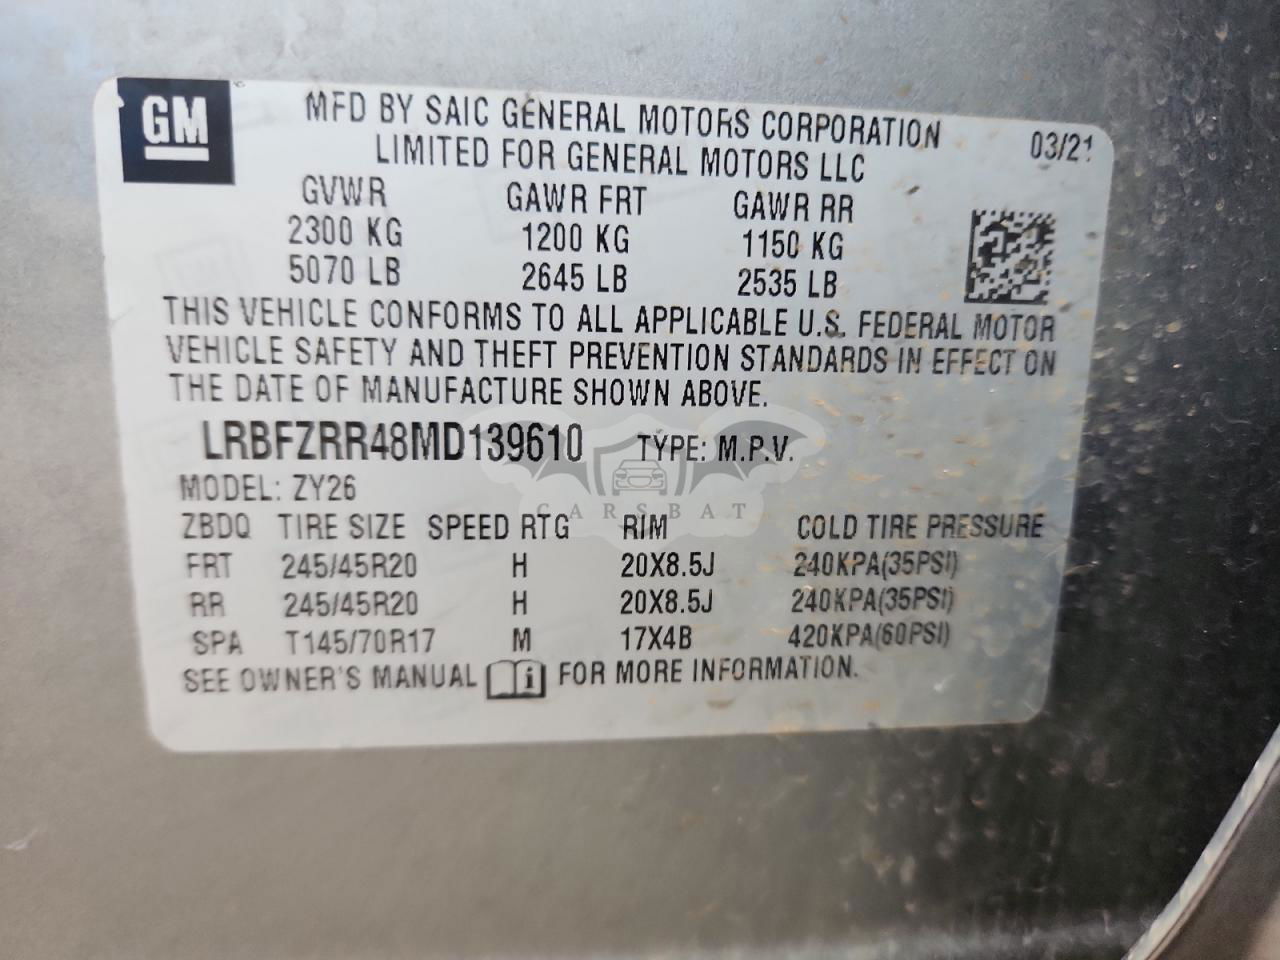 GM
MFD BY SAIC GENERAL MOTORS CORPORATION
LIMITED FOR GENERAL MOTORS LLC
03/21
GVWR GAWR FRT GAWR RR
2300 KG 1200 KG 1150 KG
5070 LB 2645 LB 2535 LB
THIS VEHICLE CONFORMS TO ALL APPLICABLE U.S. FEDERAL MOTOR
VEHICLE SAFETY AND THEFT PREVENTION STANDARDS IN EFFECT ON
THE DATE OF MANUFACTURE SHOWN ABOVE.
LRBFZRR48MD139610 TYPE: M.P.V.
MODEL: ZY26
CARSBAT
ZBDQ TIRE SIZE SPEED RTG RIM COLD TIRE PRESSURE
FRT 245/45R20 H 20X8.5J 240KPA(35PSI)
RR 245/45R20 H 20X8.5J 240KPA(35PSI)
SPA T145/70R17 M 17X4B 420KPA(60PSI)
SEE OWNER'S MANUAL i FOR MORE INFORMATION.